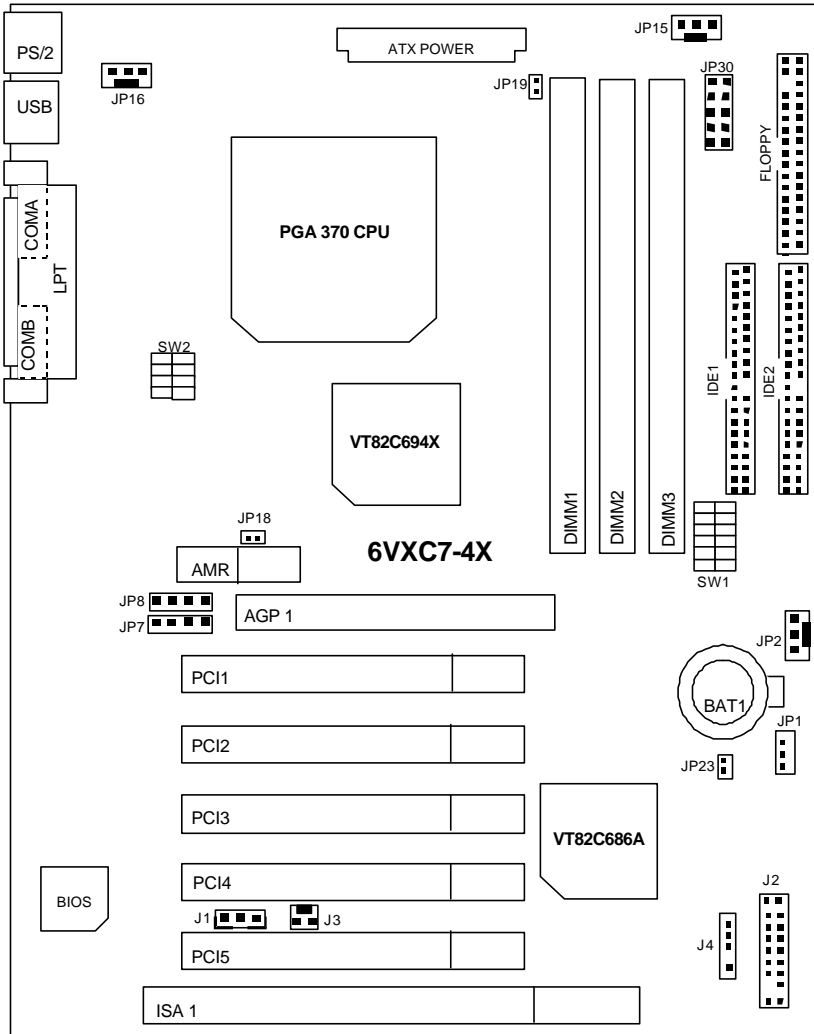 JP15
PS/2
ATX POWER
JP30
JP19
JP16
USB
FLOPPY
COMA
PGA 370 CPU
LPT
COMB
SW2
IDE1
IDE2
VT82C694X
DIMM1
DIMM2
DIMM3
JP18
6VXC7-4X
AMR
SW1
JP8
AGP 1
JP7
JP2
PCI1
BAT1
JP1
PCI2
JP23
PCI3
VT82C686A
PCI4
J2
BIOS
J1
J3
J4
PCI5
ISA 1